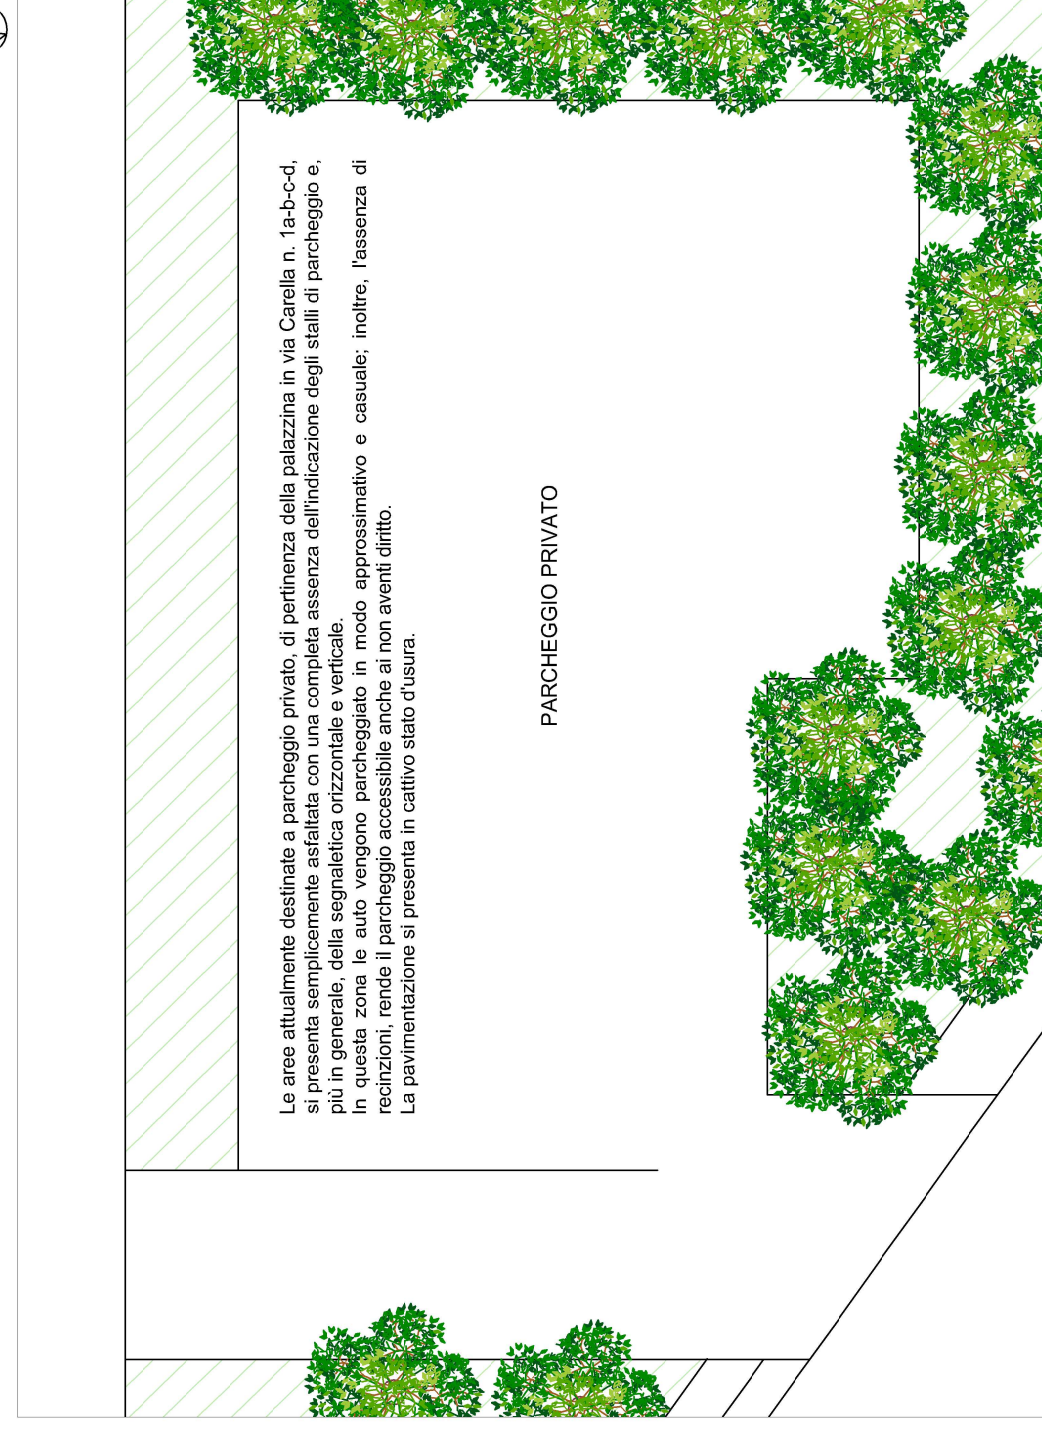 Le aree attualmente destinate a parcheggio privato, di pertinenza della palazzina in via Carella n. 1a-b-c-d,
si presenta semplicemente asfaltata con una completa assenza dell'indicazione degli stalli di parcheggio e,
più in generale, della segnaletica orizzontale e verticale.
In questa zona le auto vengono parcheggiato in modo approssimativo e casuale; inoltre, l'assenza di
recinzioni, rende il parcheggio accessibile anche ai non aventi diritto.
La pavimentazione si presenta in cattivo stato d'usura.
PARCHEGGIO PRIVATO